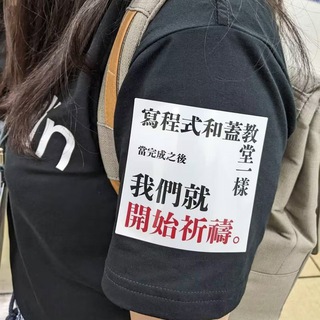 寫程式和蓋教堂一樣
當完成之後
我們就
開始祈禱。
in